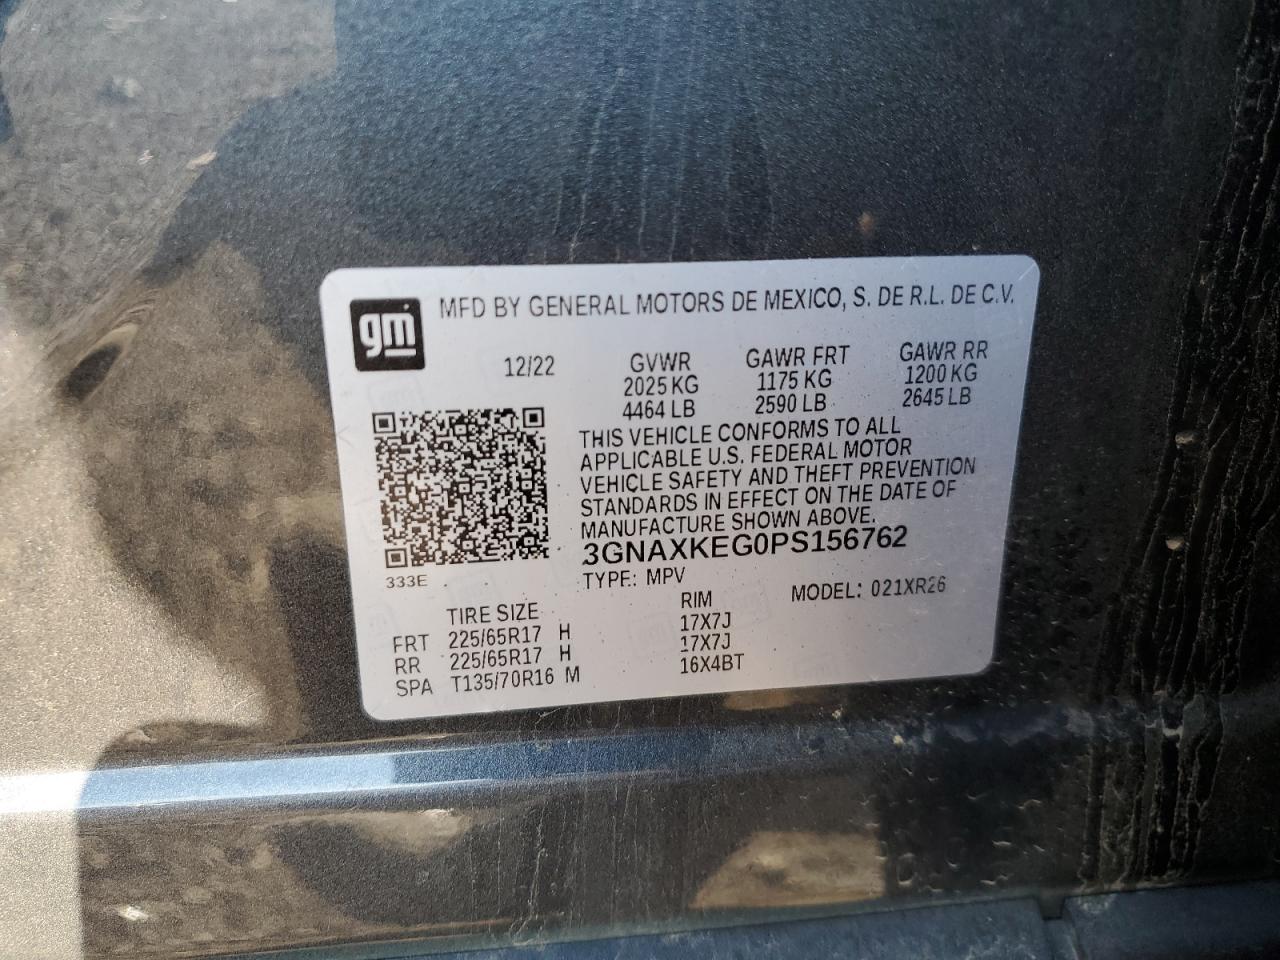 gm
MFD BY GENERAL MOTORS DE MEXICO, S. DE R.L. DE C.V.
12/22 GVWR GAWR FRT GAWR RR
2025 KG 1175 KG 1200 KG
4464 LB 2590 LB 2645 LB
THIS VEHICLE CONFORMS TO ALL
APPLICABLE U.S. FEDERAL MOTOR
VEHICLE SAFETY AND THEFT PREVENTION
STANDARDS IN EFFECT ON THE DATE OF
MANUFACTURE SHOWN ABOVE.
3GNAXKEG0PS156762
333E TYPE: MPV MODEL: 021XR26
TIRE SIZE RIM
FRT 225/65R17 H 17X7J
RR 225/65R17 H 17X7J
SPA T135/70R16 M 16X4BT